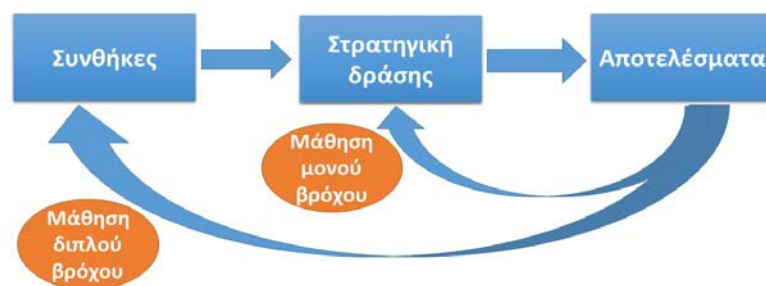 Συνθήκες
Στρατηγική
δράσης
Αποτελέσματα
Μάθηση
μονού
βρόχου
Μάθηση
διπλού
βρόχου